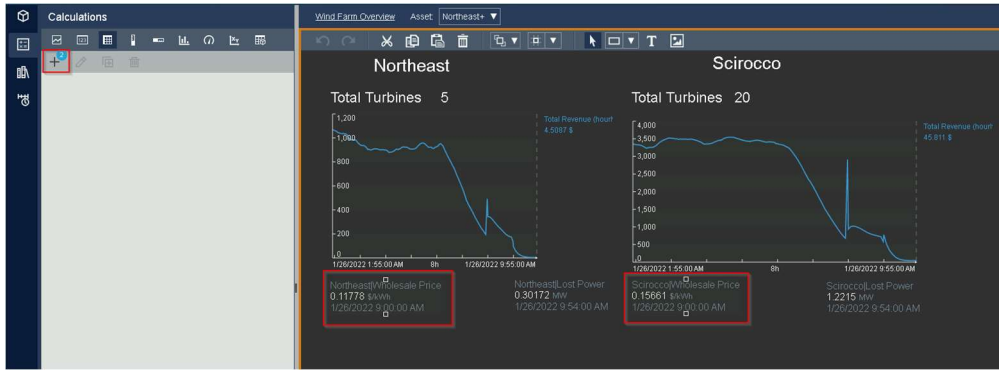 Calculations
Wind Farm Overview Asset: Northeast+
2
T
Northeast
Total Turbines 5
1,200
1,000
800
600
400
200
0
1/26/2022 1:55:00 AM 8h 1/26/2022 9:55:00 AM
Total Revenue (hourl
4.5087 $
Northeast|Wholesale Price
0.11778 $/kWh
1/26/2022 9:00:00 AM
Northeast|Lost Power
0.30172 MW
1/26/2022 9:54:00 AM
Scirocco
Total Turbines 20
4,000
3,500
3,000
2,500
2,000
1,500
1,000
500
0
1/26/2022 1:55:00 AM 8h 1/26/2022 9:55:00 AM
Total Revenue (hourl
45.811 $
Scirocco|Wholesale Price
0.15661 $/kWh
1/26/2022 9:00:00 AM
Scirocco|Lost Power
1.2215 MW
1/26/2022 9:54:00 AM